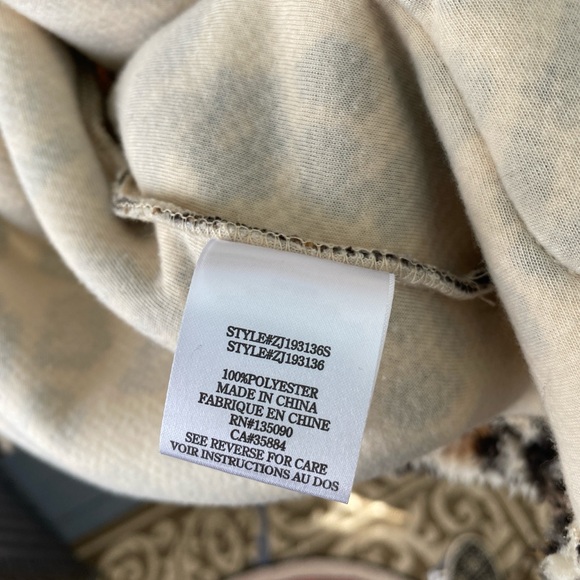 STYLE#ZJ193136S
STYLE#ZJ193136
100%POLYESTER
MADE IN CHINA
FABRIQUE EN CHINE
RN#135090
CA#35884
SEE REVERSE FOR CARE
VOIR INSTRUCTIONS AU DOS